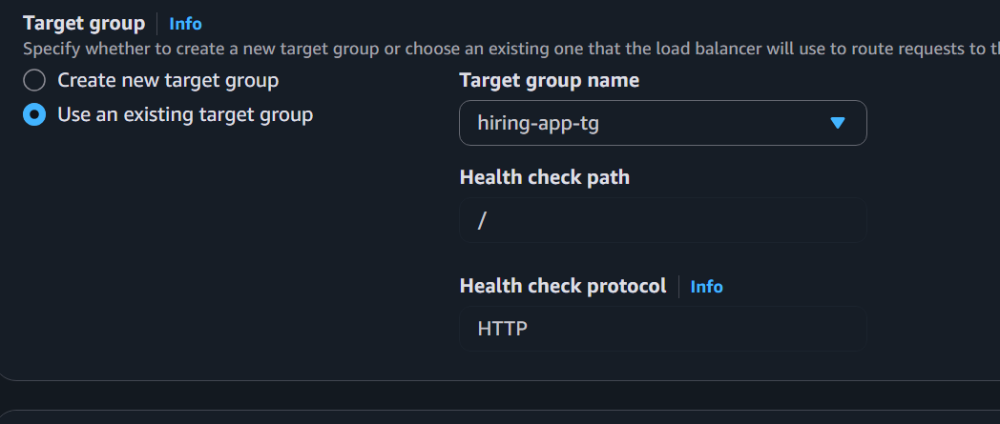 Target group Info
Specify whether to create a new target group or choose an existing one that the load balancer will use to route requests to
Create new target group
Use an existing target group
Target group name
hiring-app-tg
Health check path
/
Health check protocol Info
HTTP